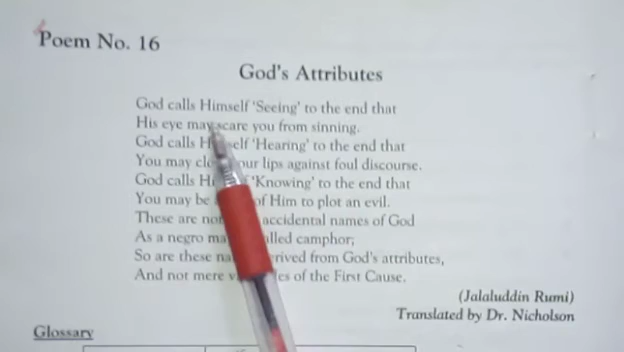 Poem No. 16
God's Attributes
God calls Himself 'Seeing' to the end that
His eye may scare you from sinning.
God calls H self 'Hearing' to the end that
You may clo our lips against foul discourse.
God calls Hi 'Knowing' to the end that
You may be of Him to plot an evil.
These are no accidental names of God
As a negro ma alled camphor;
So are these na rived from God's attributes,
And not mere v es of the First Cause.
(Jalaluddin Rumi)
Translated by Dr. Nicholson
Glossary